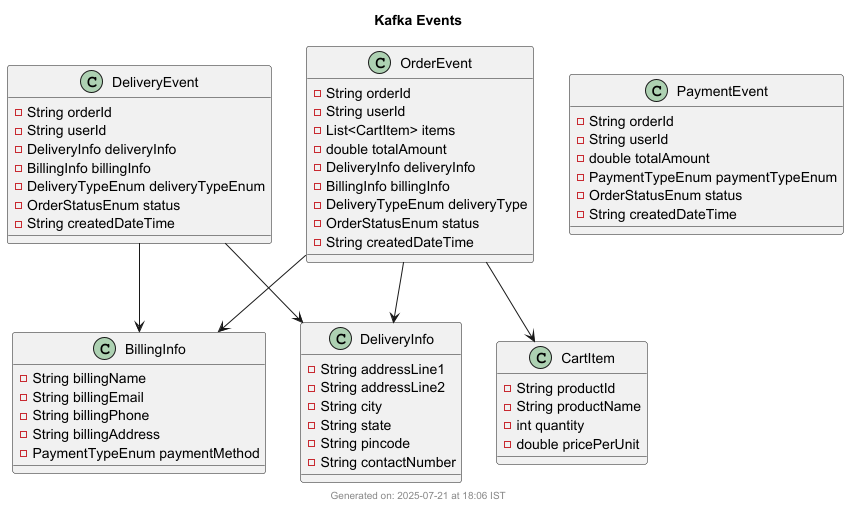 Kafka Events
C DeliveryEvent
String orderId
String userId
DeliveryInfo deliveryInfo
BillingInfo billingInfo
DeliveryTypeEnum deliveryTypeEnum
OrderStatusEnum status
String createdDateTime
C OrderEvent
String orderId
String userId
List<CartItem> items
double totalAmount
DeliveryInfo deliveryInfo
BillingInfo billingInfo
DeliveryTypeEnum deliveryType
OrderStatusEnum status
String createdDateTime
C PaymentEvent
String orderId
String userId
double totalAmount
PaymentTypeEnum paymentTypeEnum
OrderStatusEnum status
String createdDateTime
C BillingInfo
String billingName
String billingEmail
String billingPhone
String billingAddress
PaymentTypeEnum paymentMethod
C DeliveryInfo
String addressLine1
String addressLine2
String city
String state
String pincode
String contactNumber
C CartItem
String productId
String productName
int quantity
double pricePerUnit
Generated on: 2025-07-21 at 18:06 IST